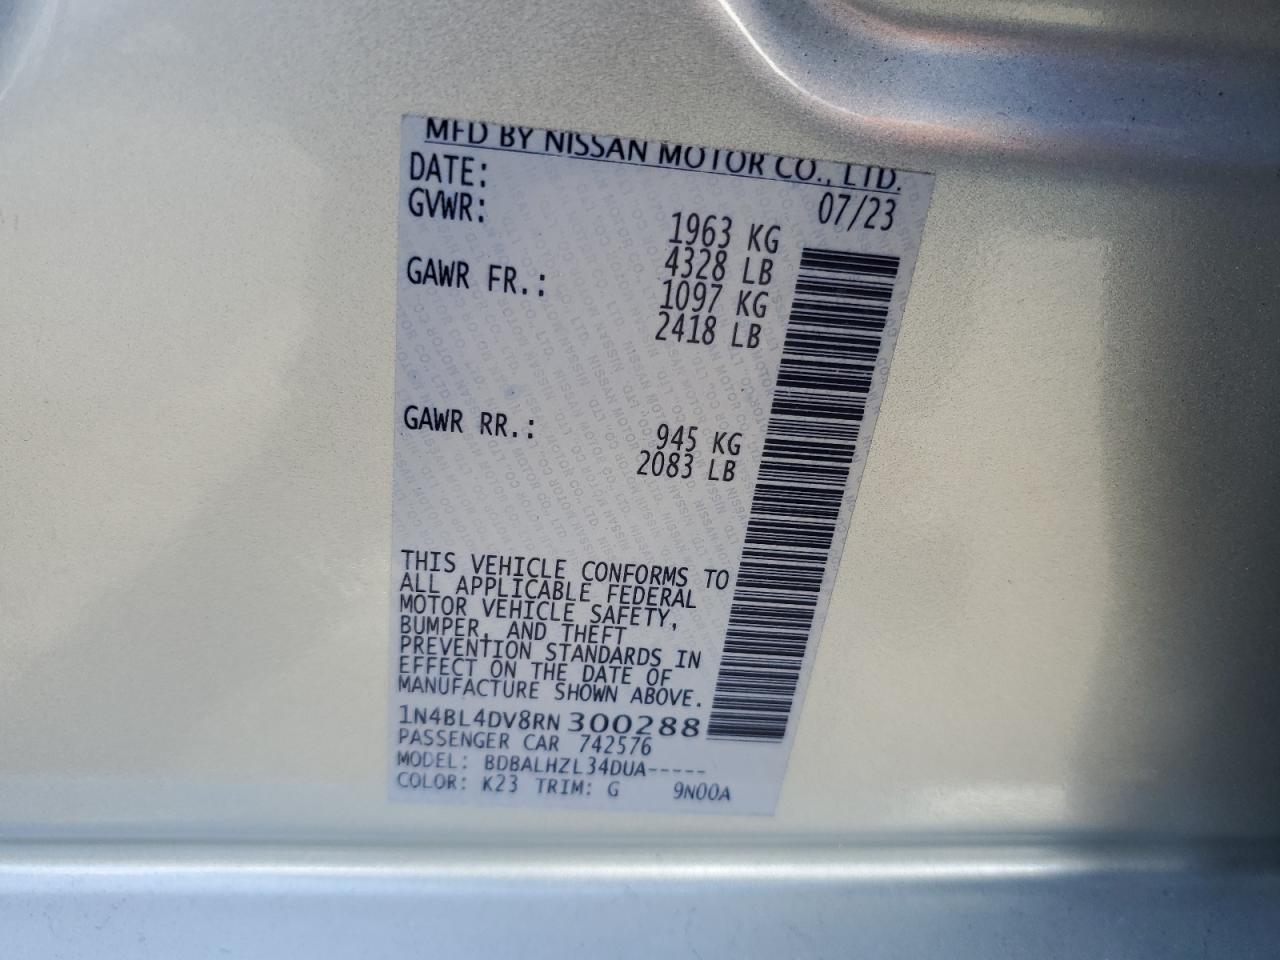 MFD BY NISSAN MOTOR CO., LTD.
DATE: 07/23
GVWR: 1963 KG
4328 LB
GAWR FR.: 1097 KG
2418 LB
GAWR RR.: 945 KG
2083 LB
THIS VEHICLE CONFORMS TO
ALL APPLICABLE FEDERAL
MOTOR VEHICLE SAFETY,
BUMPER, AND THEFT
PREVENTION STANDARDS IN
EFFECT ON THE DATE OF
MANUFACTURE SHOWN ABOVE.
1N4BL4DV8RN 300288
PASSENGER CAR 742576
MODEL: BDBALHZL34DUA-----
COLOR: K23 TRIM: G 9N00A